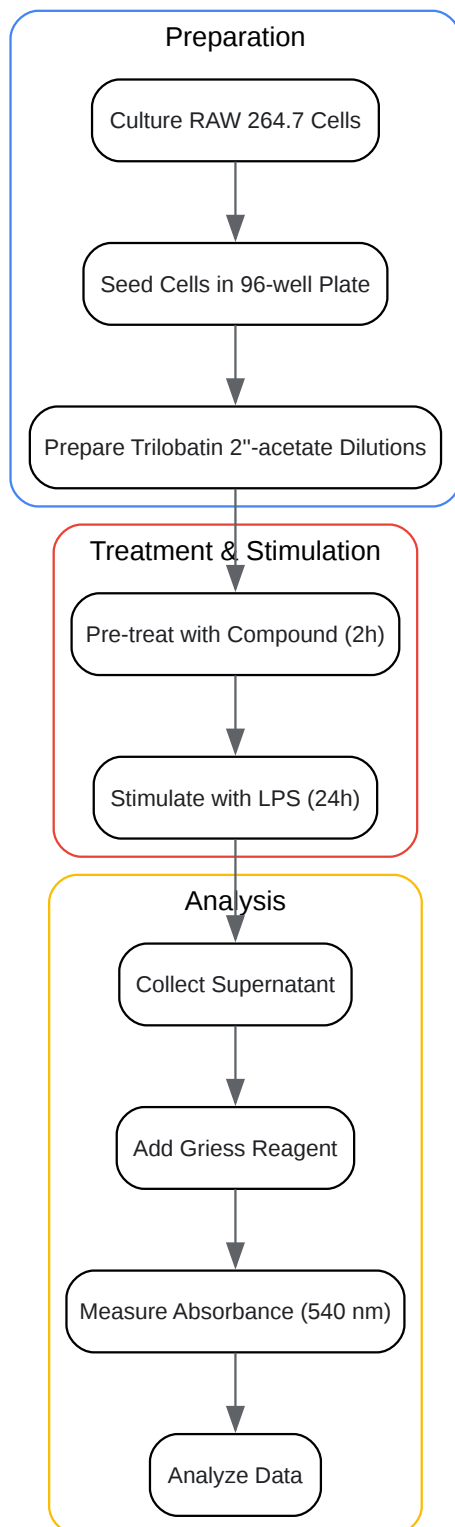 Preparation
Culture RAW 264.7 Cells
Seed Cells in 96-well Plate
Prepare Trilobatin 2''-acetate Dilutions
Treatment & Stimulation
Pre-treat with Compound (2h)
Stimulate with LPS (24h)
Analysis
Collect Supernatant
Add Griess Reagent
Measure Absorbance (540 nm)
Analyze Data